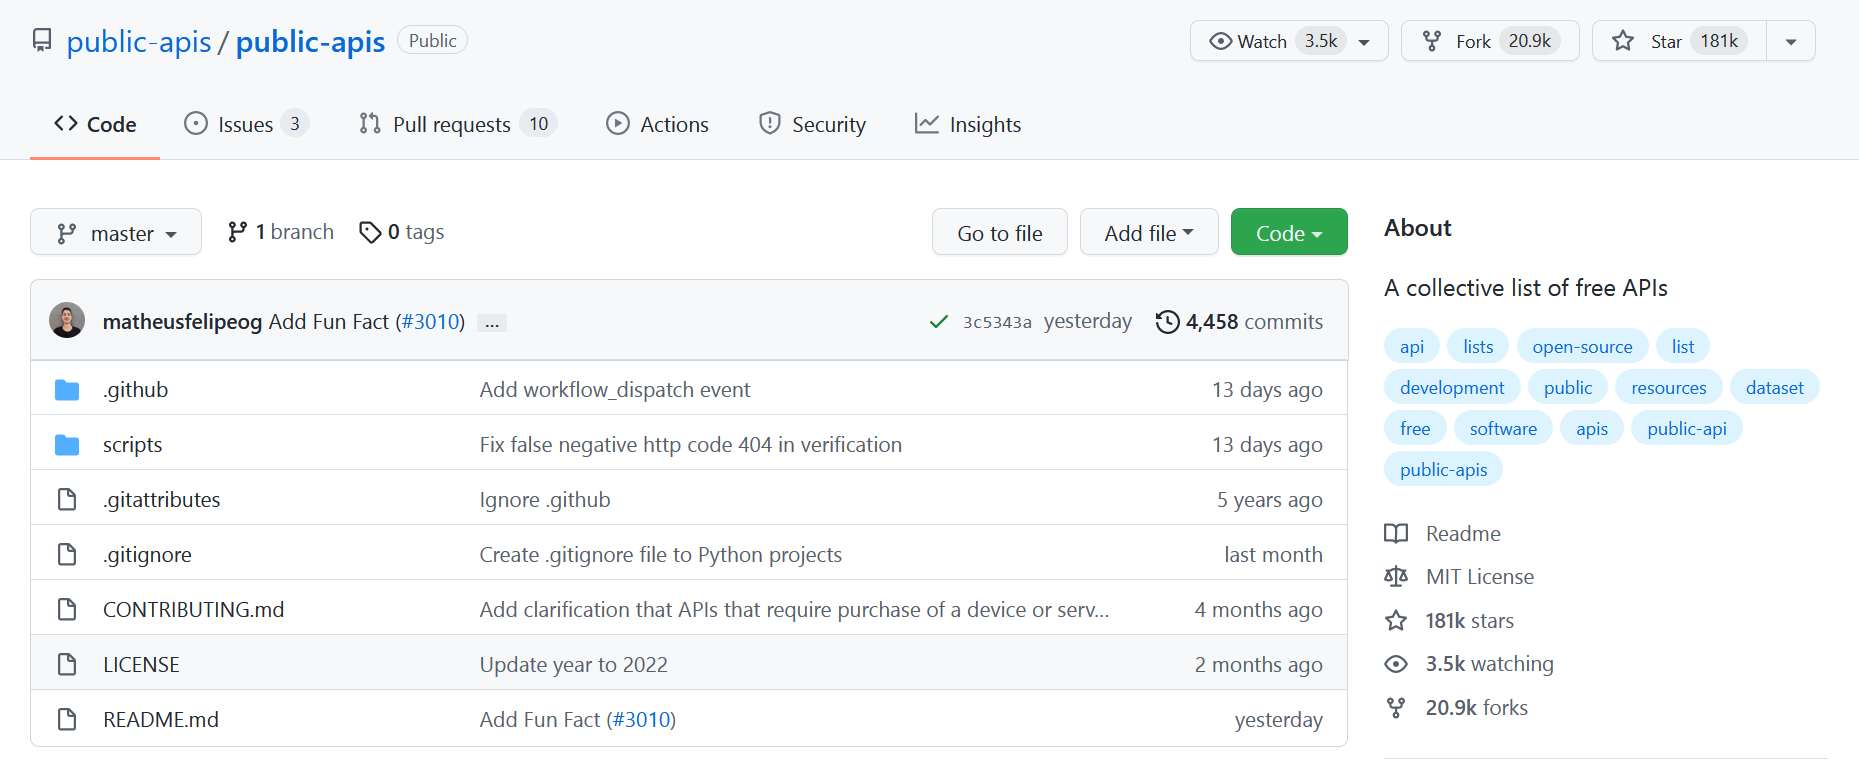 public-apis / public-apis Public Watch 3.5k Fork 20.9k Star 181k
Code Issues 3 Pull requests 10 Actions Security Insights
master 1 branch 0 tags Go to file Add file Code
matheusfelipeog Add Fun Fact (#3010) ... 3c5343a yesterday 4,458 commits
.github Add workflow_dispatch event 13 days ago
scripts Fix false negative http code 404 in verification 13 days ago
.gitattributes Ignore .github 5 years ago
.gitignore Create .gitignore file to Python projects last month
CONTRIBUTING.md Add clarification that APIs that require purchase of a device or serv... 4 months ago
LICENSE Update year to 2022 2 months ago
README.md Add Fun Fact (#3010) yesterday
About
A collective list of free APIs
api lists open-source list
development public resources dataset
free software apis public-api
public-apis
Readme
MIT License
181k stars
3.5k watching
20.9k forks